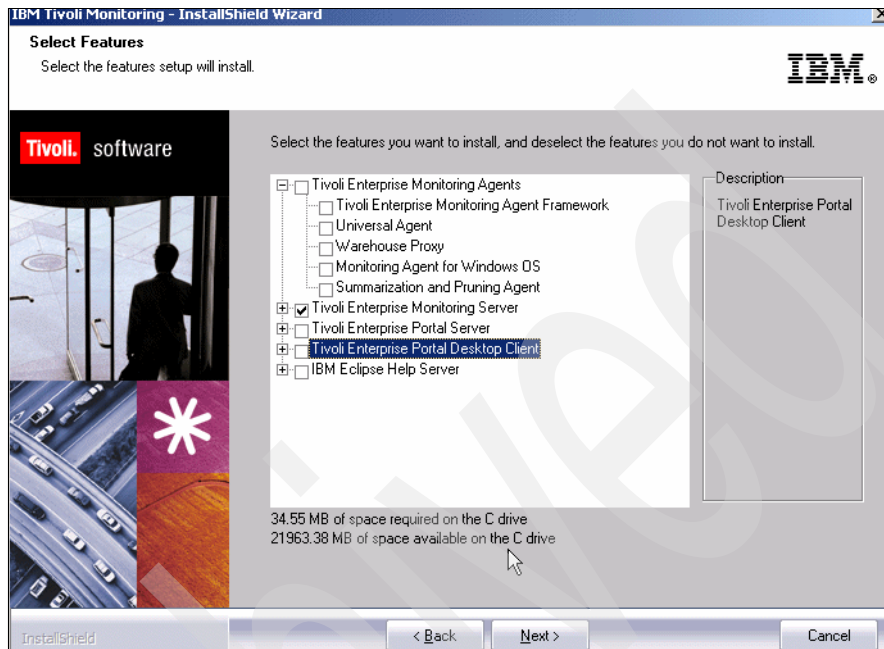 IBM Tivoli Monitoring - InstallShield Wizard
Select Features
Select the features setup will install.
IBM®
Tivoli. software
Select the features you want to install, and deselect the features you do not want to install.
Tivoli Enterprise Monitoring Agents
Tivoli Enterprise Monitoring Agent Framework
Universal Agent
Warehouse Proxy
Monitoring Agent for Windows OS
Summarization and Pruning Agent
Tivoli Enterprise Monitoring Server
Tivoli Enterprise Portal Server
Tivoli Enterprise Portal Desktop Client
IBM Eclipse Help Server
Description
Tivoli Enterprise Portal
Desktop Client
34.55 MB of space required on the C drive
21963.38 MB of space available on the C drive
InstallShield
< Back
Next >
Cancel